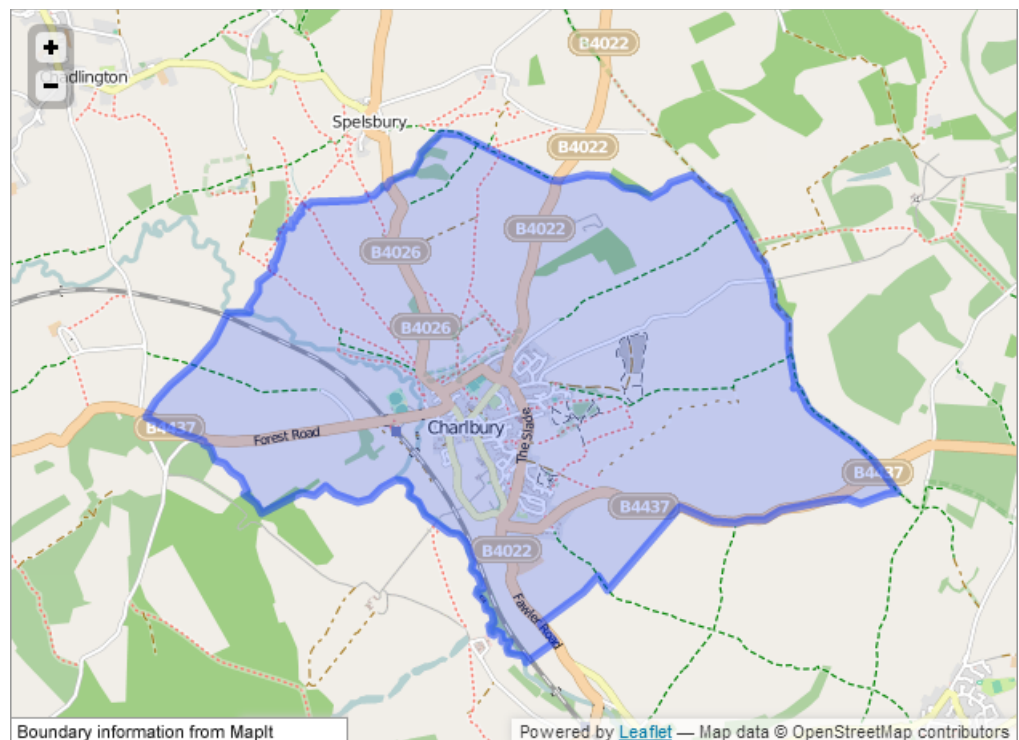 B4022
+
Chadlington
−
Spelsbury
B4022
B4022
B4026
B4026
B4437
Forest Road
Charlbury
The Slade
B4437
B4437
B4022
Fawler Road
Boundary information from MapIt
Powered by Leaflet — Map data © OpenStreetMap contributors